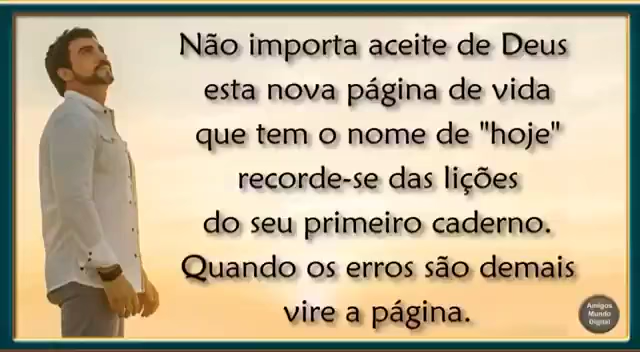 Não importa aceite de Deus
esta nova página de vida
que tem o nome de "hoje"
recorde-se das lições
do seu primeiro caderno.
Quando os erros são demais
vire a página.
Amigos
Mundo
Digital